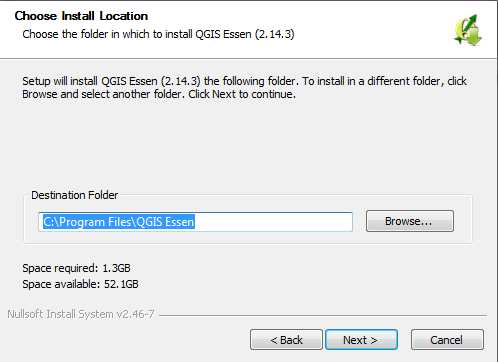 Choose Install Location
Choose the folder in which to install QGIS Essen (2.14.3)
Setup will install QGIS Essen (2.14.3) the following folder. To install in a different folder, click
Browse and select another folder. Click Next to continue.
Destination Folder
C:\Program Files\QGIS Essen
Browse...
Space required: 1.3GB
Space available: 52.1GB
Nullsoft Install System v2.46-7
< Back
Next >
Cancel